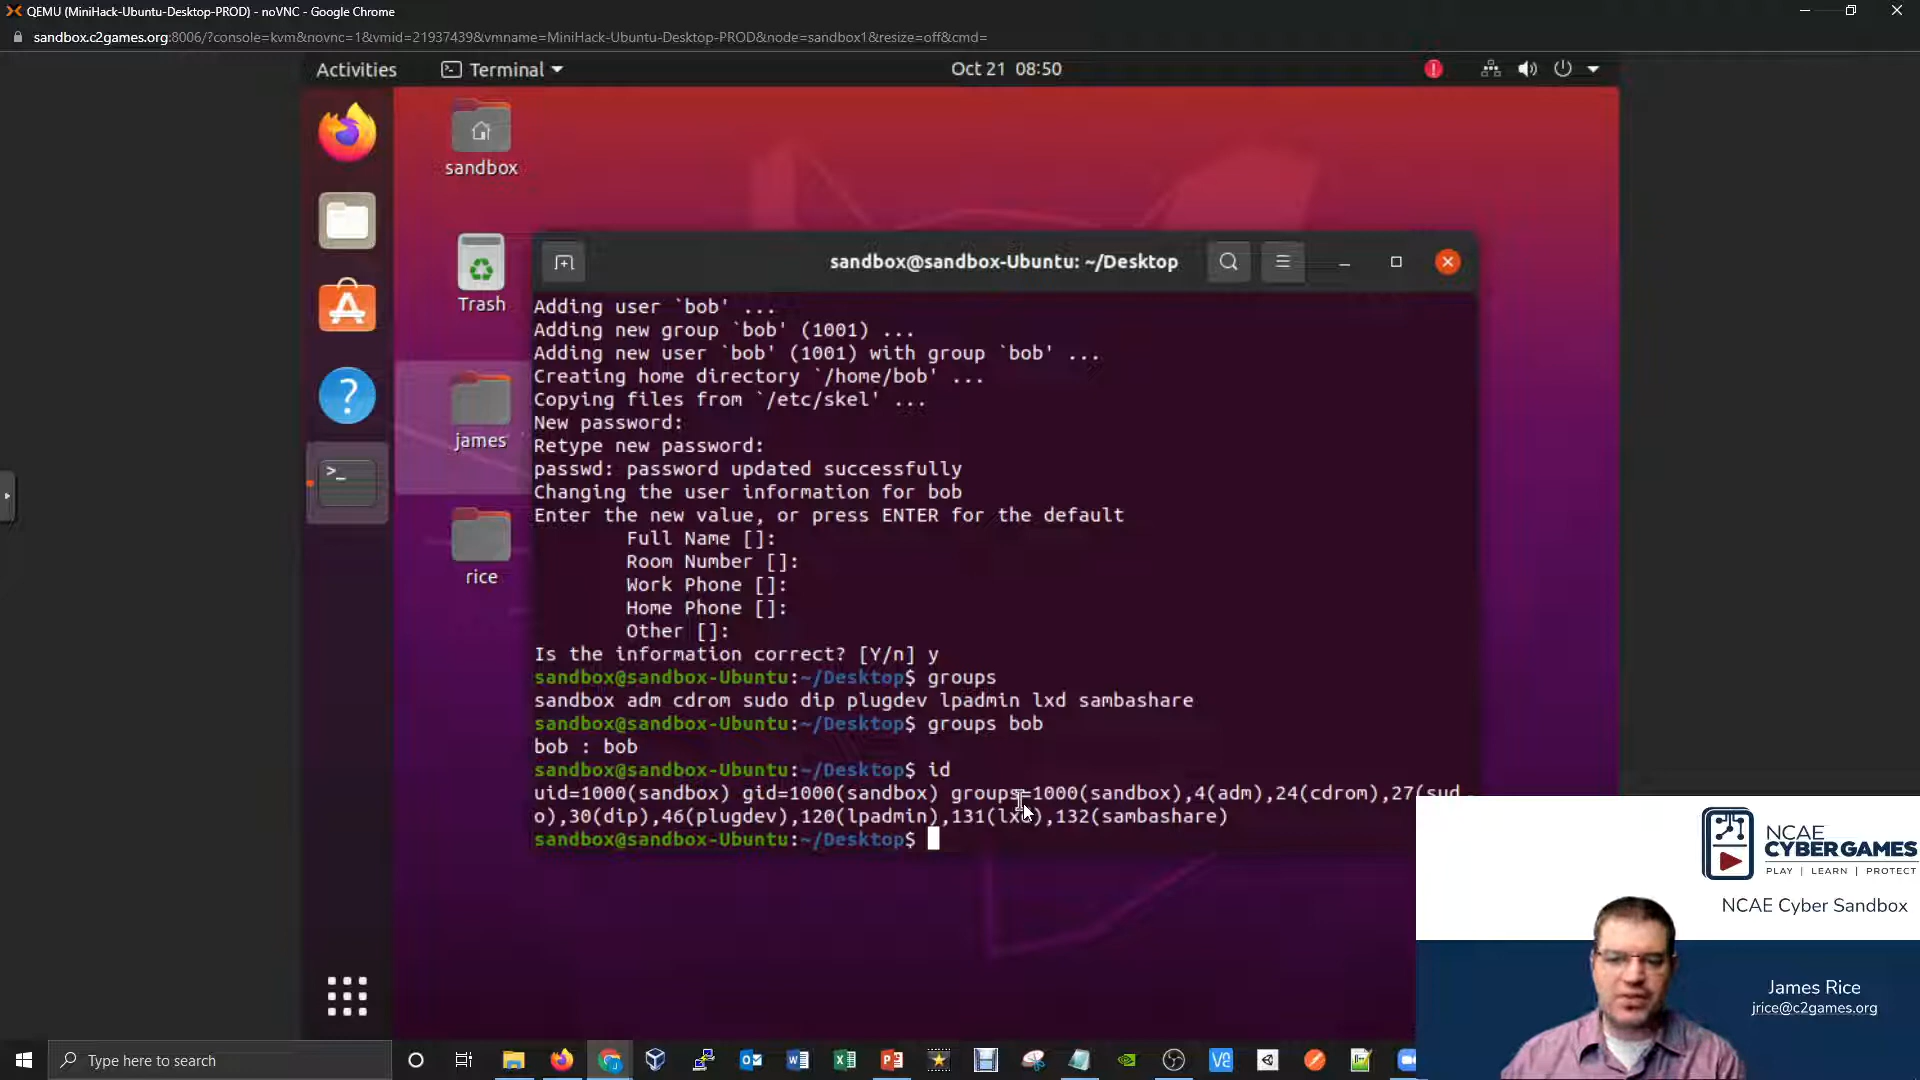 QEMU (MiniHack-Ubuntu-Desktop-PROD) - noVNC - Google Chrome
sandbox.c2games.org:8006/?console=kvm&novnc=1&vmid=21937439&vmname=MiniHack-Ubuntu-Desktop-PROD&node=sandbox1&resize=off&cmd=
Activities
Terminal
Oct 21 08:50
sandbox
Trash
james
rice
sandbox@sandbox-Ubuntu: ~/Desktop
Adding user `bob' ...
Adding new group `bob' (1001) ...
Adding new user `bob' (1001) with group `bob' ...
Creating home directory `/home/bob' ...
Copying files from `/etc/skel' ...
New password:
Retype new password:
passwd: password updated successfully
Changing the user information for bob
Enter the new value, or press ENTER for the default
Full Name []:
Room Number []:
Work Phone []:
Home Phone []:
Other []:
Is the information correct? [Y/n] y
sandbox@sandbox-Ubuntu:~/Desktop$ groups
sandbox adm cdrom sudo dip plugdev lpadmin lxd sambashare
sandbox@sandbox-Ubuntu:~/Desktop$ groups bob
bob : bob
sandbox@sandbox-Ubuntu:~/Desktop$ id
uid=1000(sandbox) gid=1000(sandbox) groups=1000(sandbox),4(adm),24(cdrom),27(sud
o),30(dip),46(plugdev),120(lpadmin),131(lxd),132(sambashare)
sandbox@sandbox-Ubuntu:~/Desktop$
NCAE
CYBERGAMES
PLAY | LEARN | PROTECT
NCAE Cyber Sandbox
James Rice
jrice@c2games.org
Type here to search